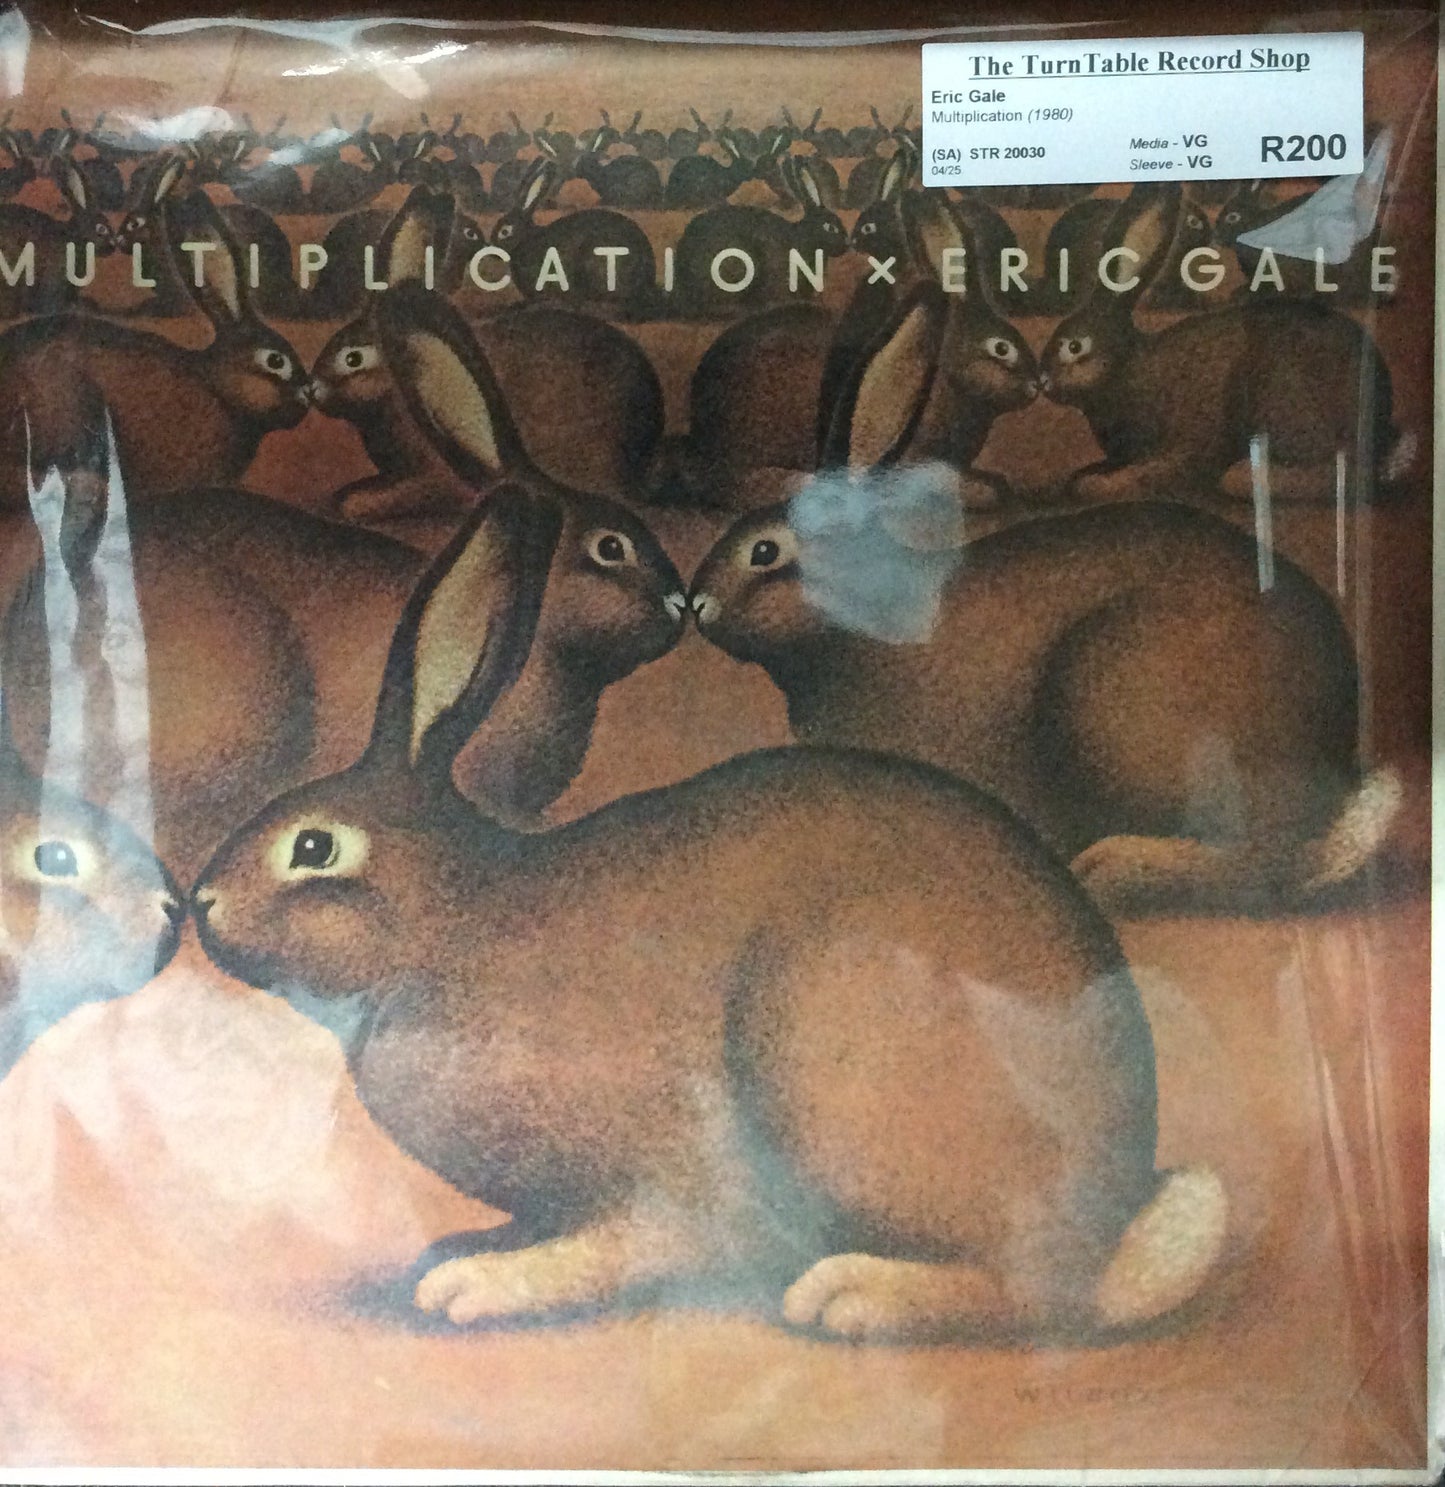 The TurnTable Record Shop
Eric Gale
Multiplication (1980)
(SA) STR 20030
04/25
Media - VG
Sleeve - VG
R200
MULTIPLICATION × ERIC GALE